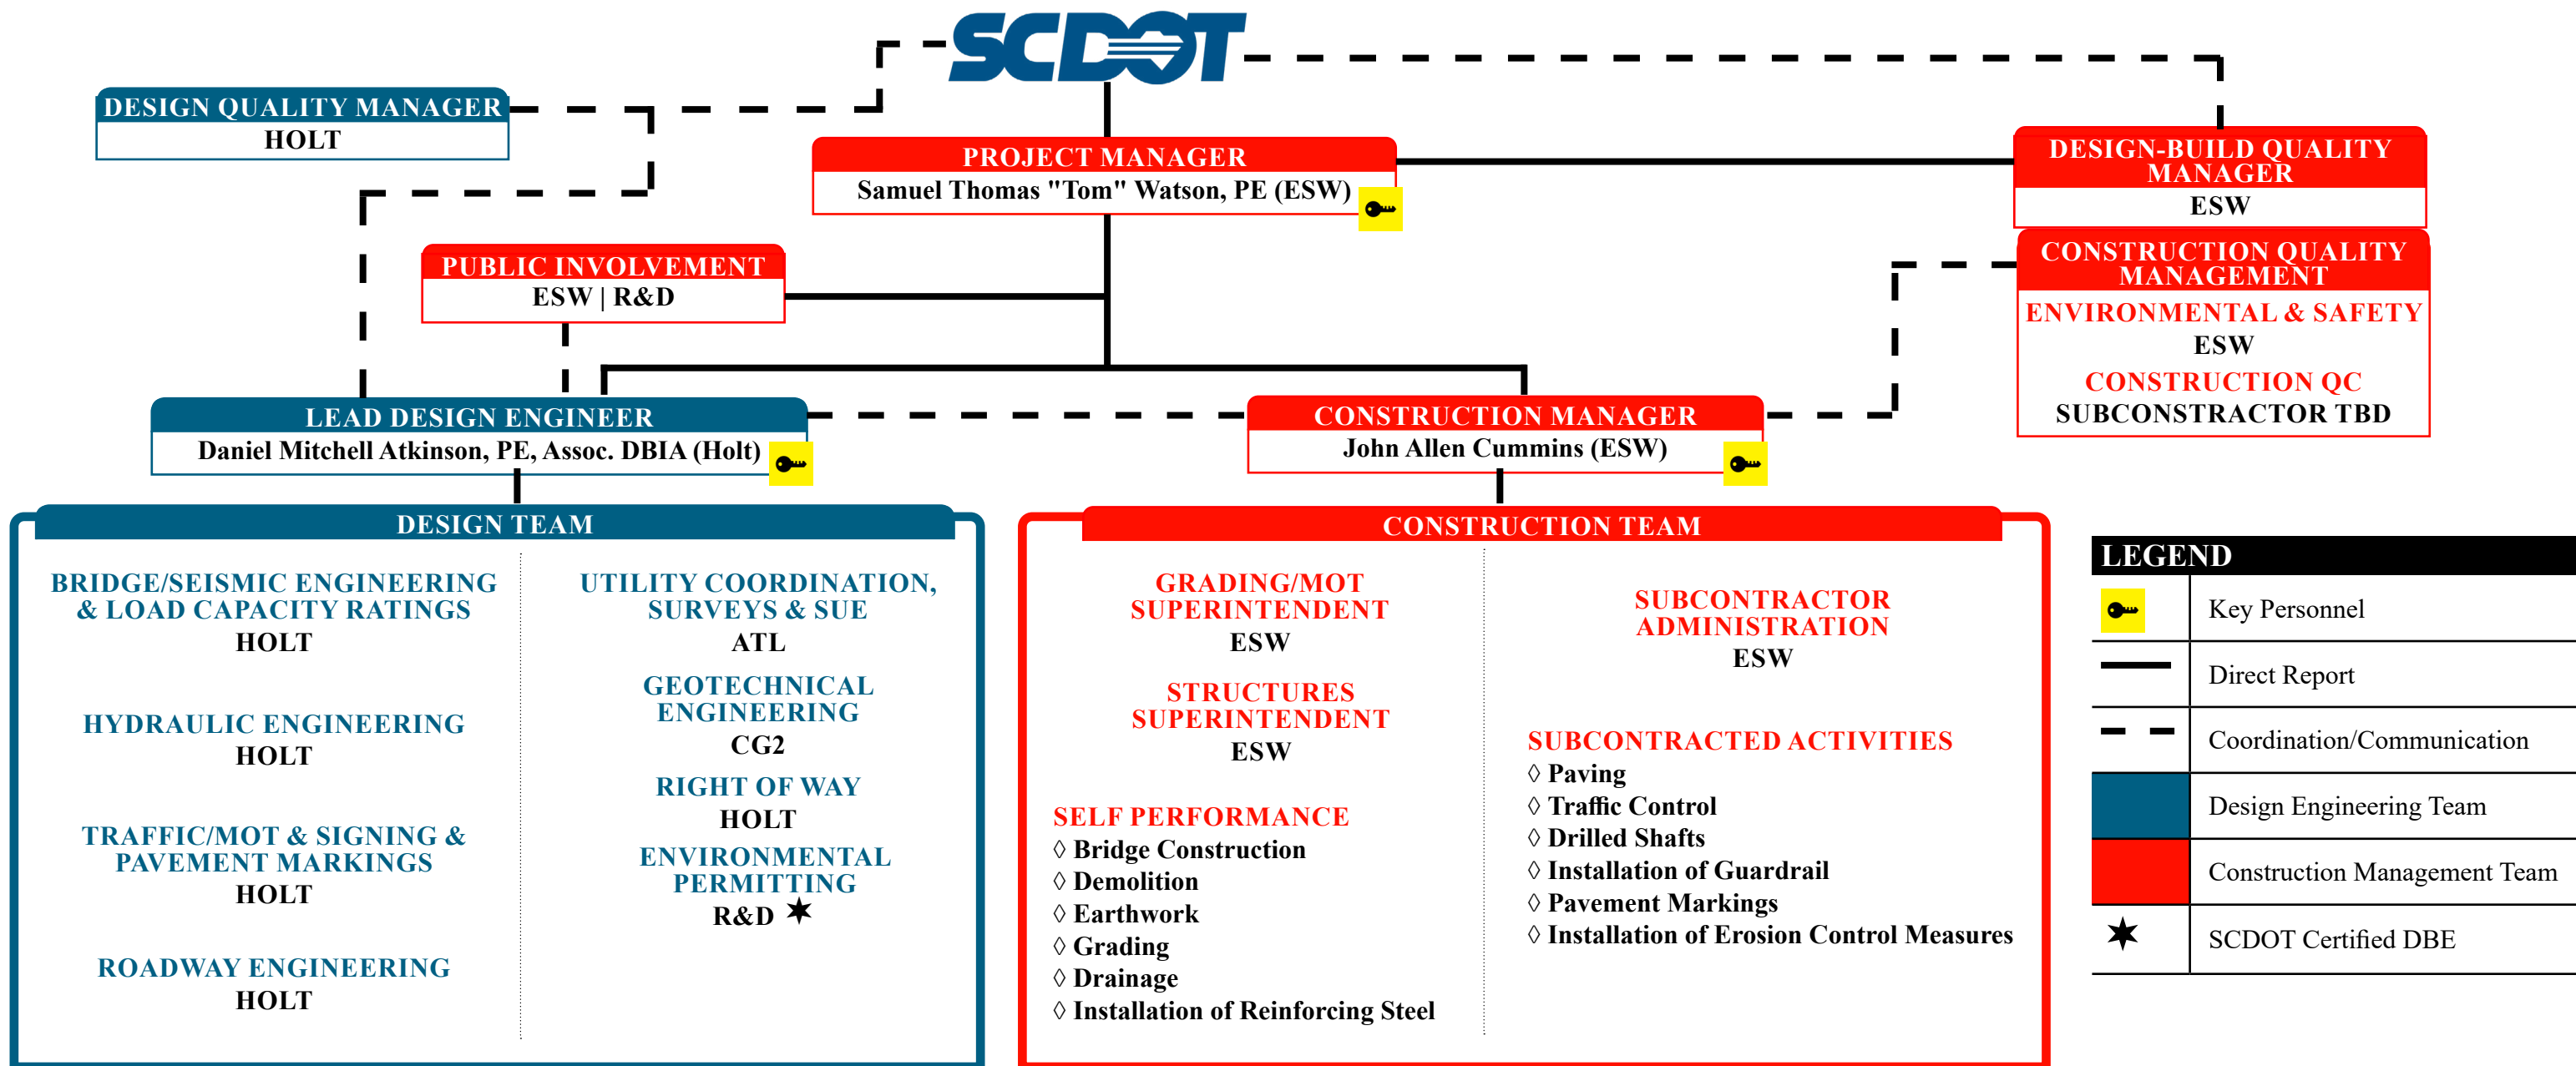 SCDOT
DESIGN QUALITY MANAGER
HOLT
PROJECT MANAGER
Samuel Thomas "Tom" Watson, PE (ESW)
DESIGN-BUILD QUALITY
MANAGER
ESW
PUBLIC INVOLVEMENT
ESW | R&D
CONSTRUCTION QUALITY
MANAGEMENT
ENVIRONMENTAL & SAFETY
ESW
CONSTRUCTION QC
SUBCONSTRACTOR TBD
LEAD DESIGN ENGINEER
Daniel Mitchell Atkinson, PE, Assoc. DBIA (Holt)
CONSTRUCTION MANAGER
John Allen Cummins (ESW)
DESIGN TEAM
BRIDGE/SEISMIC ENGINEERING
& LOAD CAPACITY RATINGS
HOLT
HYDRAULIC ENGINEERING
HOLT
TRAFFIC/MOT & SIGNING &
PAVEMENT MARKINGS
HOLT
ROADWAY ENGINEERING
HOLT
UTILITY COORDINATION,
SURVEYS & SUE
ATL
GEOTECHNICAL
ENGINEERING
CG2
RIGHT OF WAY
HOLT
ENVIRONMENTAL
PERMITTING
R&D ✶
CONSTRUCTION TEAM
GRADING/MOT
SUPERINTENDENT
ESW
STRUCTURES
SUPERINTENDENT
ESW
SELF PERFORMANCE
◊ Bridge Construction
◊ Demolition
◊ Earthwork
◊ Grading
◊ Drainage
◊ Installation of Reinforcing Steel
SUBCONTRACTOR
ADMINISTRATION
ESW
SUBCONTRACTED ACTIVITIES
◊ Paving
◊ Traffic Control
◊ Drilled Shafts
◊ Installation of Guardrail
◊ Pavement Markings
◊ Installation of Erosion Control Measures
LEGEND
Key Personnel
Direct Report
Coordination/Communication
Design Engineering Team
Construction Management Team
✶ SCDOT Certified DBE